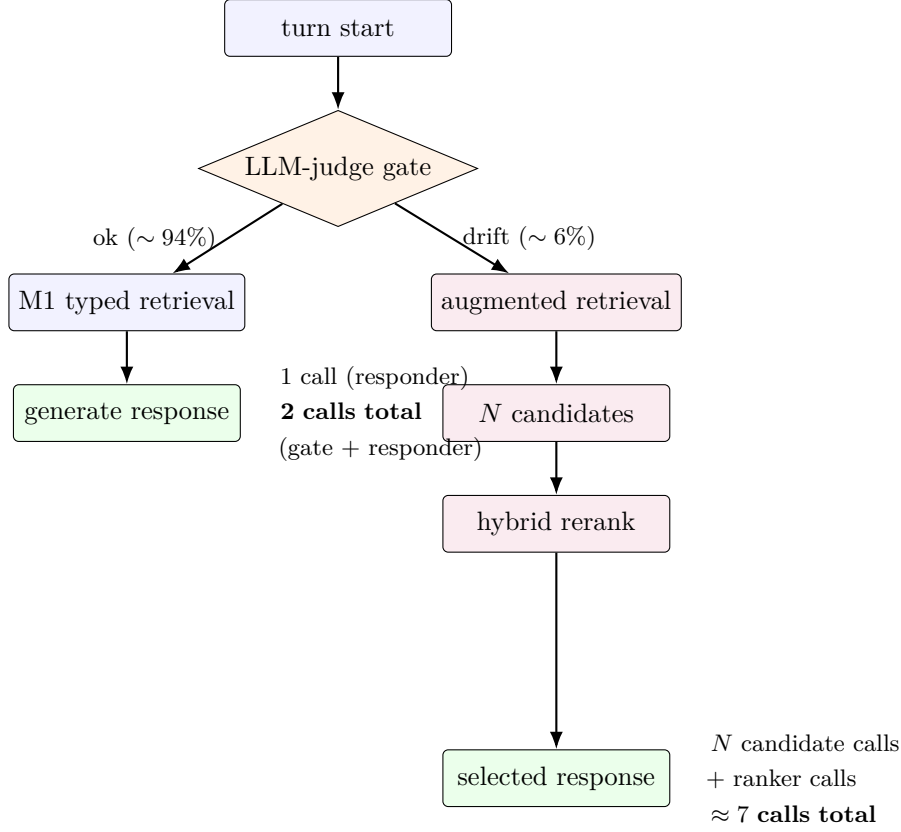 turn start
LLM-judge gate
ok (∼ 94%)
drift (∼ 6%)
M1 typed retrieval
augmented retrieval
generate response
1 call (responder)
2 calls total
(gate + responder)
N candidates
hybrid rerank
selected response
N candidate calls
+ ranker calls
≈ 7 calls total